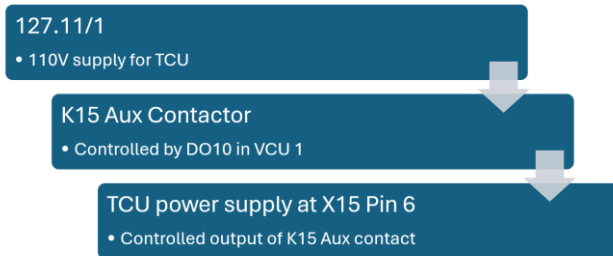 127.11/1
• 110V supply for TCU
K15 Aux Contactor
• Controlled by DO10 in VCU 1
TCU power supply at X15 Pin 6
• Controlled output of K15 Aux contact